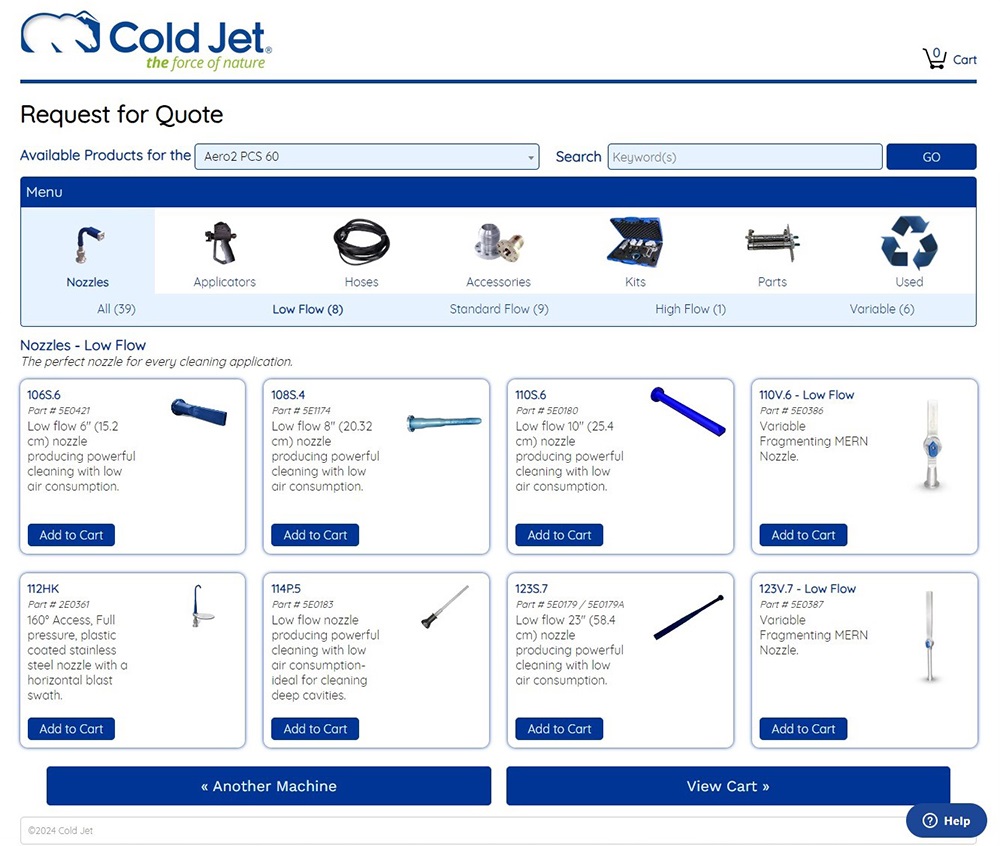 Cold Jet®
the force of nature
0 Cart
Request for Quote
Available Products for the Aero2 PCS 60 Search Keyword(s) GO
Menu
Nozzles Applicators Hoses Accessories Kits Parts Used
All (39) Low Flow (8) Standard Flow (9) High Flow (1) Variable (6)
Nozzles - Low Flow
The perfect nozzle for every cleaning application.
106S.6
Part # 5E0421
Low flow 6" (15.2
cm) nozzle
producing powerful
cleaning with low
air consumption.
Add to Cart
108S.4
Part # 5E1174
Low flow 8" (20.32
cm) nozzle
producing powerful
cleaning with low
air consumption.
Add to Cart
110S.6
Part # 5E0180
Low flow 10" (25.4
cm) nozzle
producing powerful
cleaning with low
air consumption.
Add to Cart
110V.6 - Low Flow
Part # 5E0386
Variable
Fragmenting MERN
Nozzle.
Add to Cart
112HK
Part # 2E0361
160° Access, Full
pressure, plastic
coated stainless
steel nozzle with a
horizontal blast
swath.
Add to Cart
114P.5
Part # 5E0183
Low flow nozzle
producing powerful
cleaning with low
air consumption-
ideal for cleaning
deep cavities.
Add to Cart
123S.7
Part # 5E0179 / 5E0179A
Low flow 23" (58.4
cm) nozzle
producing powerful
cleaning with low
air consumption.
Add to Cart
123V.7 - Low Flow
Part # 5E0387
Variable
Fragmenting MERN
Nozzle.
Add to Cart
« Another Machine View Cart »
©2024 Cold Jet
? Help